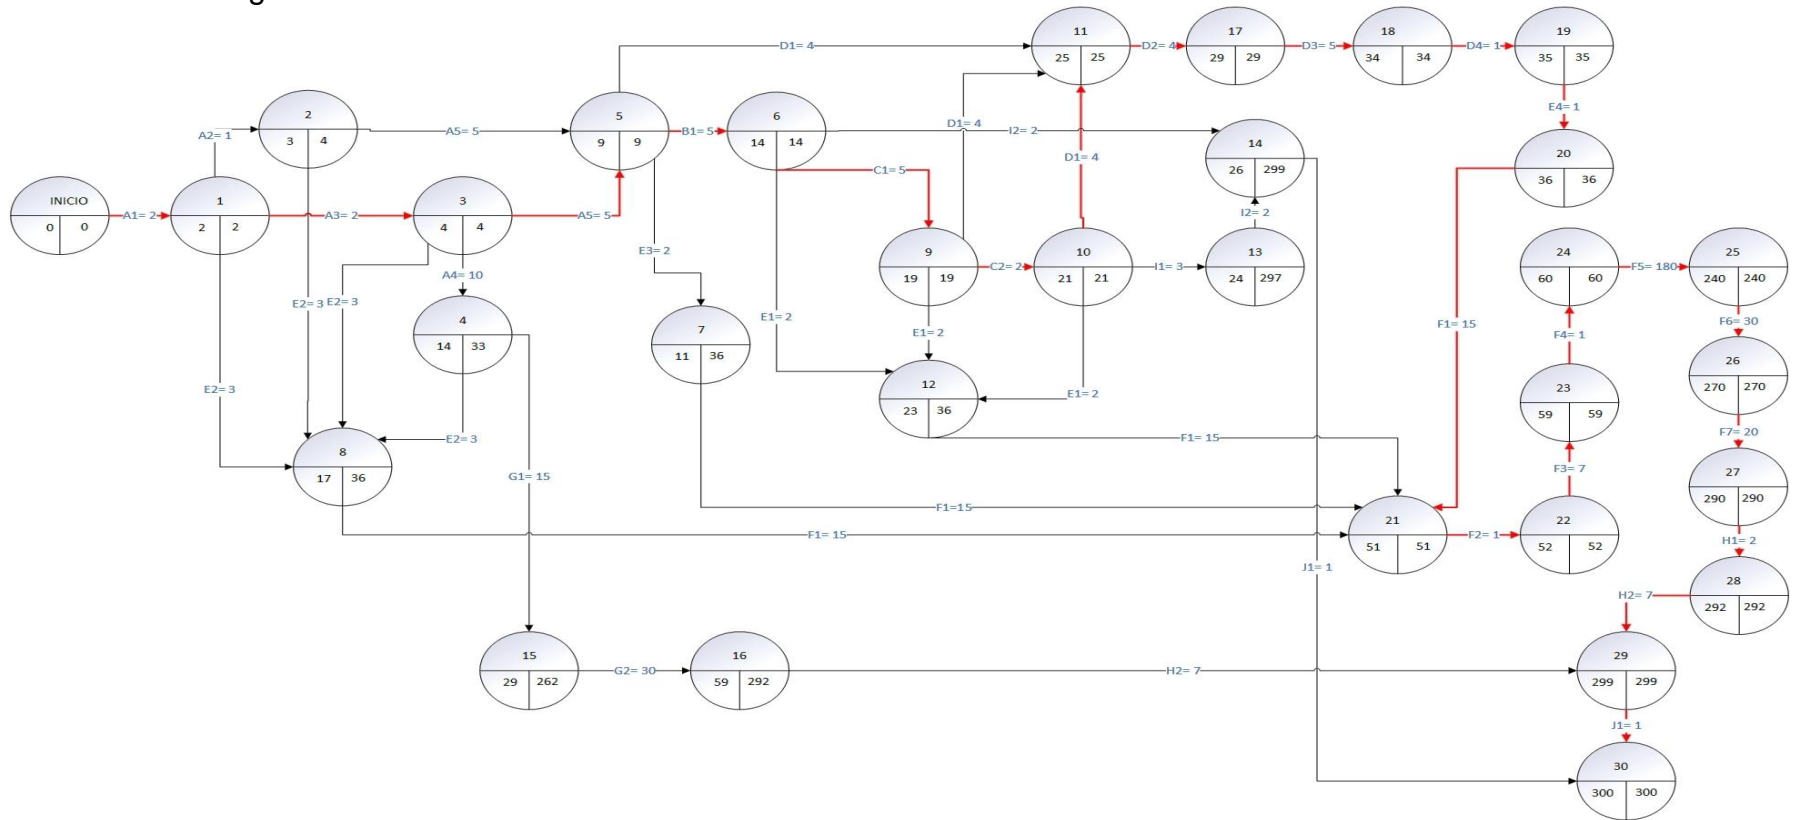 11
25 25
17
29 29
18
34 34
19
35 35
D1= 4
D2= 4
D3= 5
D4= 1
2
3 4
5
9 9
6
14 14
14
26 299
20
36 36
A2= 1
A5= 5
B1= 5
D1= 4
I2= 2
E4= 1
D1= 4
C1= 5
INICIO
0 0
1
2 2
3
4 4
A1= 2
A3= 2
A5= 5
I2= 2
E3= 2
9
19 19
10
21 21
13
24 297
24
60 60
25
240 240
C2= 2
I1= 3
F5= 180
A4= 10
E2= 3
E2= 3
4
14 33
7
11 36
E1= 2
E1= 2
F1= 15
F4= 1
F6= 30
26
270 270
E2= 3
12
23 36
E1= 2
23
59 59
F7= 20
E2= 3
F1= 15
8
17 36
G1= 15
F3= 7
27
290 290
F1=15
F1= 15
21
51 51
F2= 1
22
52 52
H1= 2
J1= 1
28
292 292
H2= 7
15
29 262
G2= 30
16
59 292
H2= 7
29
299 299
J1= 1
30
300 300